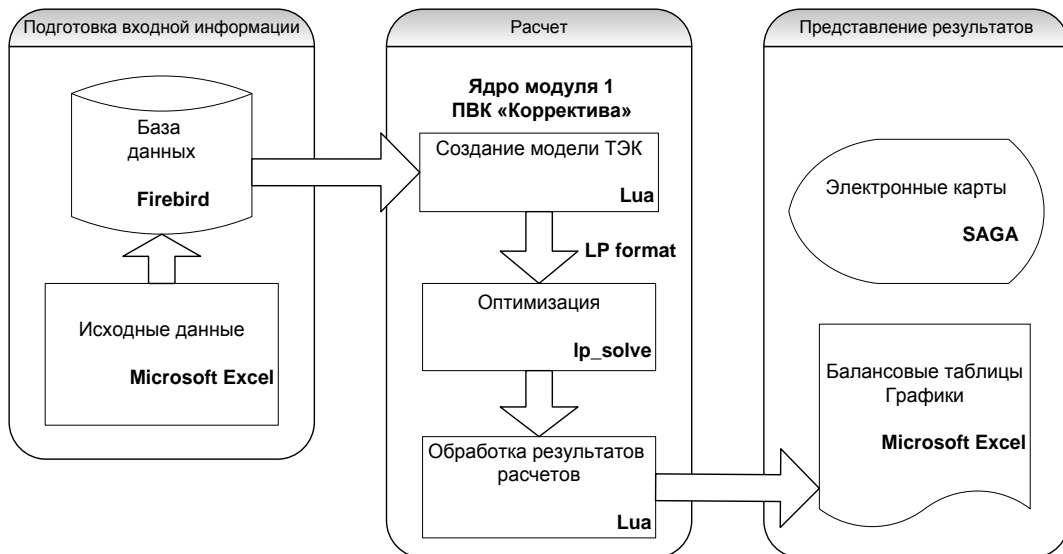 Подготовка входной информации
База
данных
Firebird
Исходные данные
Microsoft Excel
Расчет
Ядро модуля 1
ПВК «Корректива»
Создание модели ТЭК
Lua
LP format
Оптимизация
lp_solve
Обработка результатов
расчетов
Lua
Представление результатов
Электронные карты
SAGA
Балансовые таблицы
Графики
Microsoft Excel